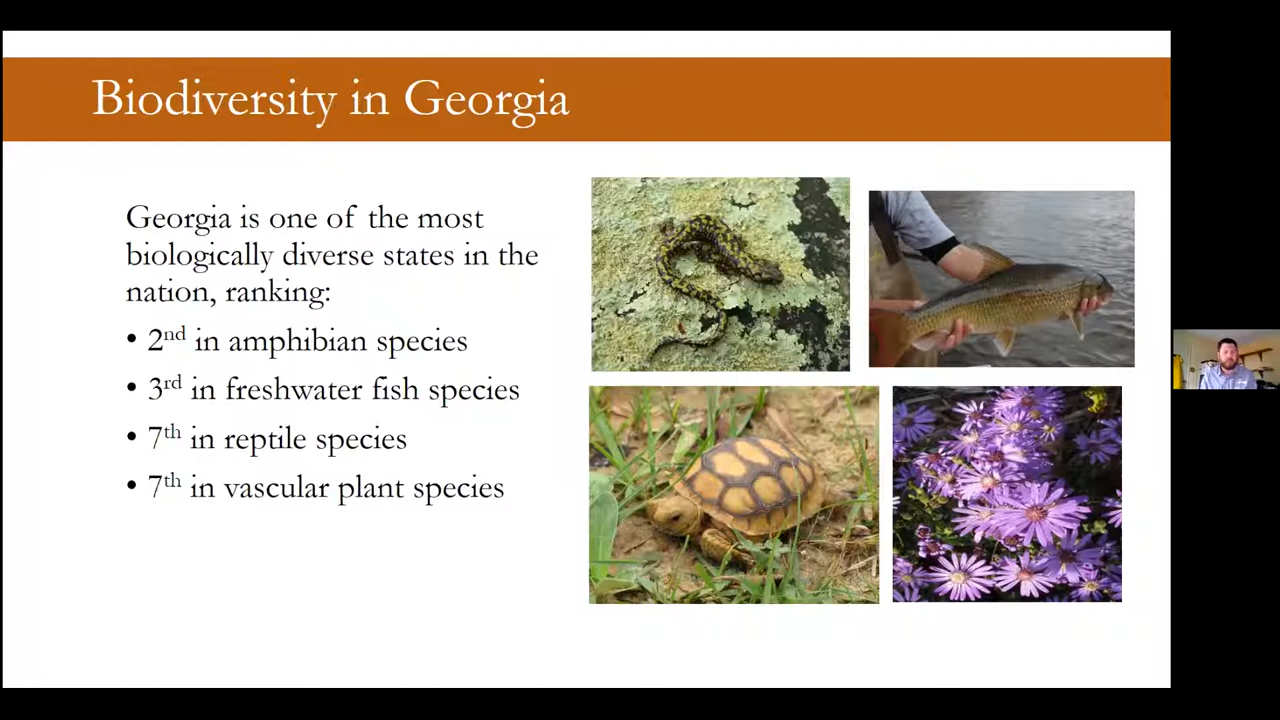 Biodiversity in Georgia
Georgia is one of the most
biologically diverse states in the
nation, ranking:
• 2nd in amphibian species
• 3rd in freshwater fish species
• 7th in reptile species
• 7th in vascular plant species